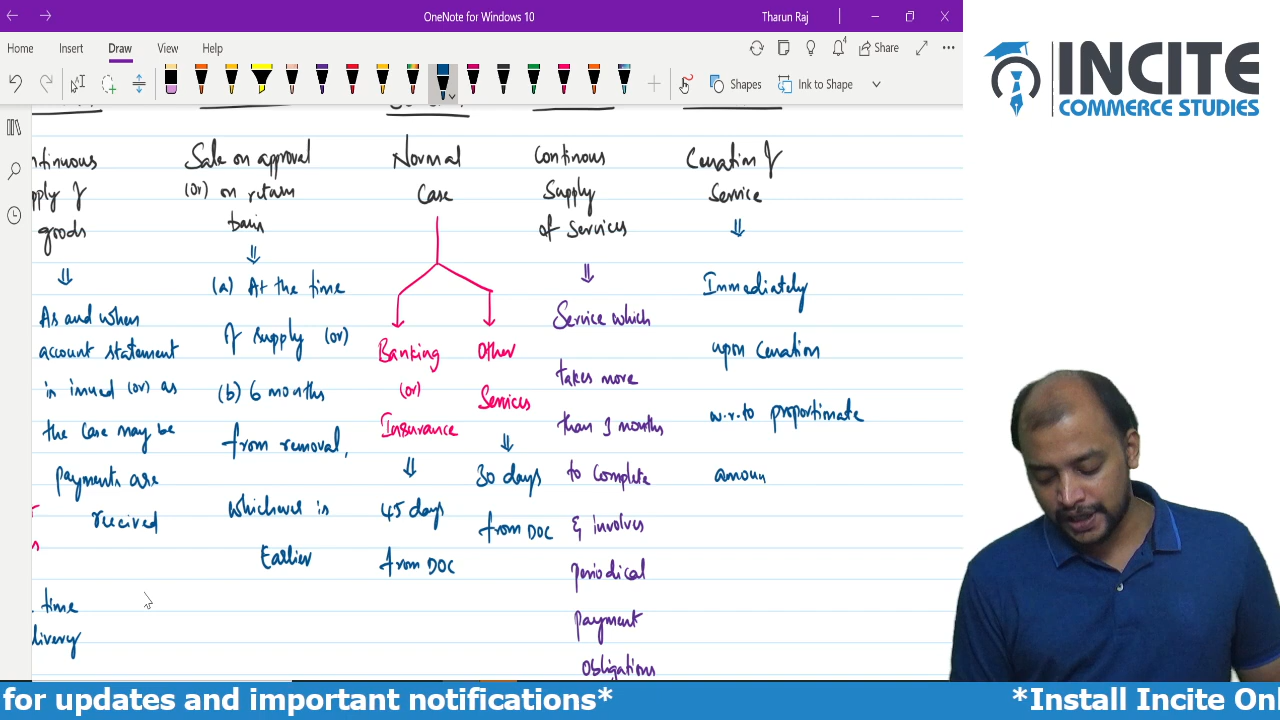 OneNote for Windows 10
Tharun Raj
Home
Insert
Draw
View
Help
Share
Shapes
Ink to Shape
INCITE
COMMERCE STUDIES
ntinuous
pply of
goods
⇓
As and when
account statement
is issued (or) as
the case may be
payments are
received
time
livery
Sale on approval
(or) on return
basis
⇓
(a) At the time
of supply (or)
(b) 6 months
from removal,
whichever is
Earlier
Normal
Case
Banking
(or)
Insurance
⇓
45 days
from DOC
Other
Services
⇓
30 days
from DOC
Continous
Supply
of Services
⇓
Service which
takes more
than 3 months
to complete
& involves
periodical
payment
obligations
Cessation of
Service
⇓
Immediately
upon cessation
w.r.to proportinate
amoun
for updates and important notifications*
*Install Incite Onl